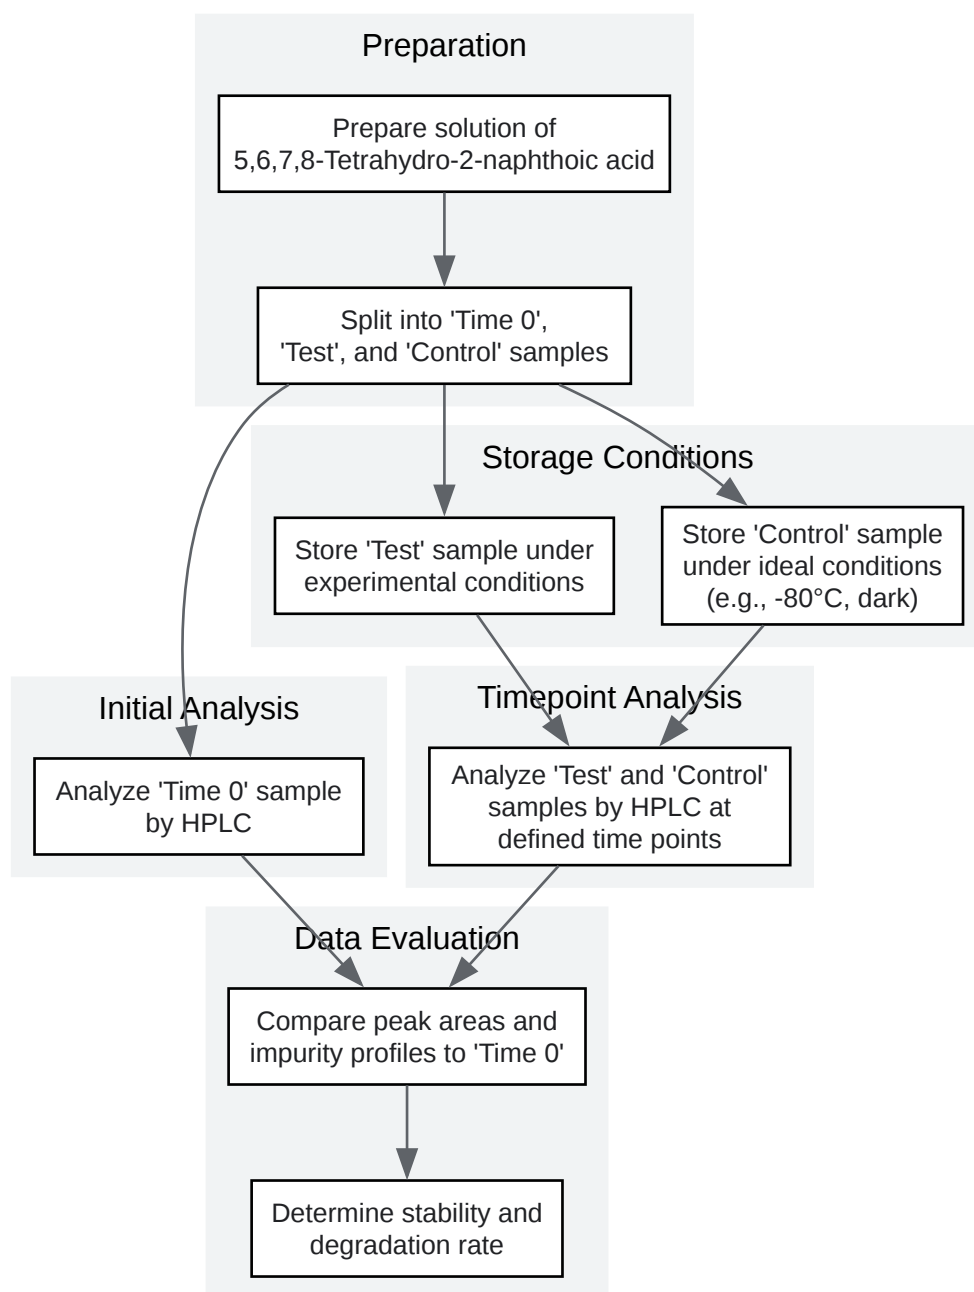 Preparation
Prepare solution of
5,6,7,8-Tetrahydro-2-naphthoic acid
Split into 'Time 0',
'Test', and 'Control' samples
Storage Conditions
Store 'Test' sample under
experimental conditions
Store 'Control' sample
under ideal conditions
(e.g., -80°C, dark)
Initial Analysis
Analyze 'Time 0' sample
by HPLC
Timepoint Analysis
Analyze 'Test' and 'Control'
samples by HPLC at
defined time points
Data Evaluation
Compare peak areas and
impurity profiles to 'Time 0'
Determine stability and
degradation rate